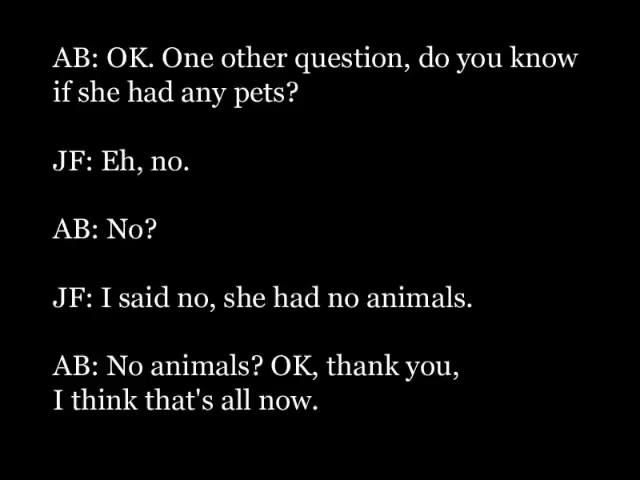 AB: OK. One other question, do you know
if she had any pets?
JF: Eh, no.
AB: No?
JF: I said no, she had no animals.
AB: No animals? OK, thank you,
I think that's all now.